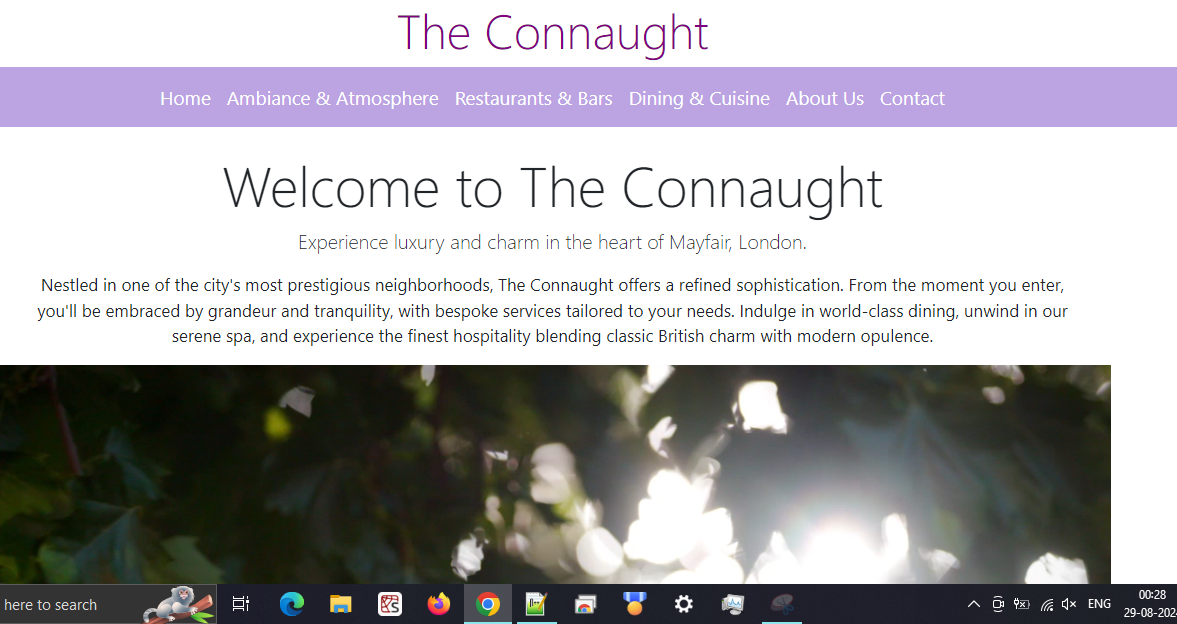 The Connaught
Home Ambiance & Atmosphere Restaurants & Bars Dining & Cuisine About Us Contact
Welcome to The Connaught
Experience luxury and charm in the heart of Mayfair, London.
Nestled in one of the city's most prestigious neighborhoods, The Connaught offers a refined sophistication. From the moment you enter,
you'll be embraced by grandeur and tranquility, with bespoke services tailored to your needs. Indulge in world-class dining, unwind in our
serene spa, and experience the finest hospitality blending classic British charm with modern opulence.
here to search
ENG
00:28
29-08-202